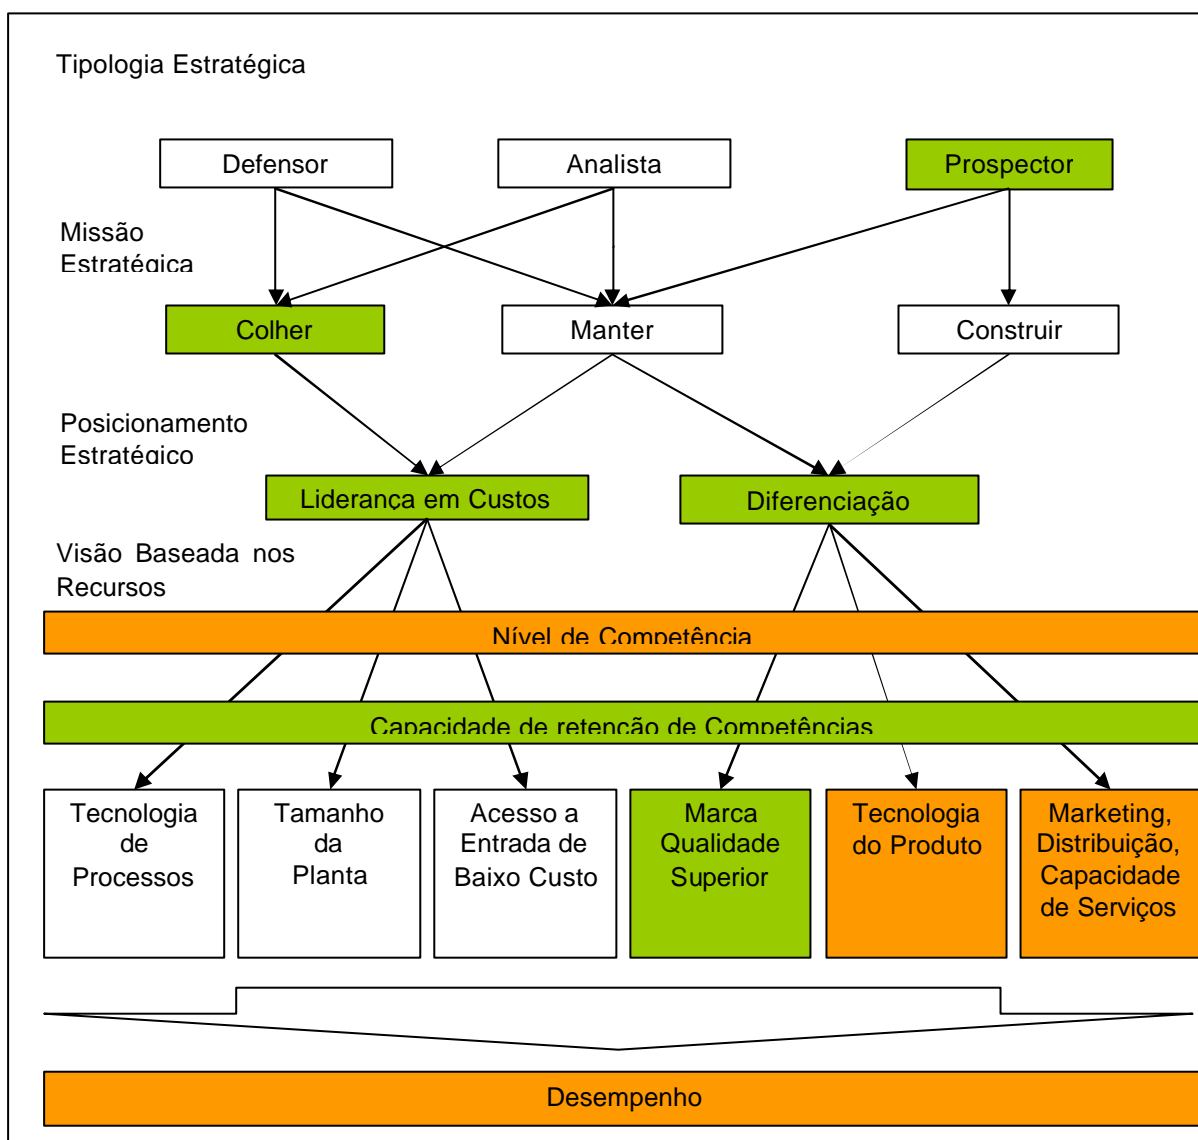 Tipologia Estratégica
Defensor
Analista
Prospector
Missão
Estratégica
Colher
Manter
Construir
Posicionamento
Estratégico
Liderança em Custos
Diferenciação
Visão Baseada nos
Recursos
Nível de Competência
Capacidade de retenção de Competências
Tecnologia
de
Processos
Tamanho
da
Planta
Acesso a
Entrada de
Baixo Custo
Marca
Qualidade
Superior
Tecnologia
do Produto
Marketing,
Distribuição,
Capacidade
de Serviços
Desempenho